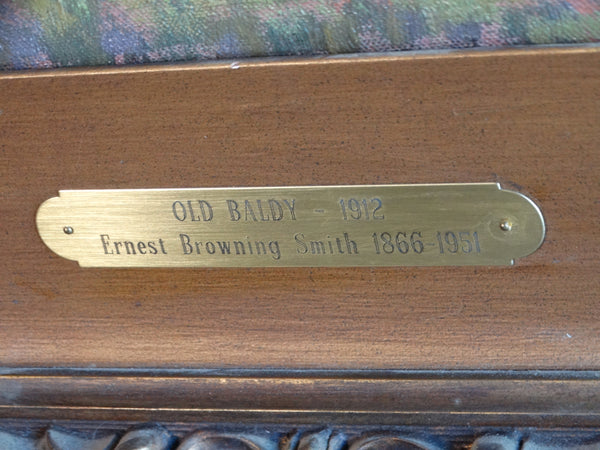 OLD BALDY - 1912
Ernest Browning Smith 1866-1951